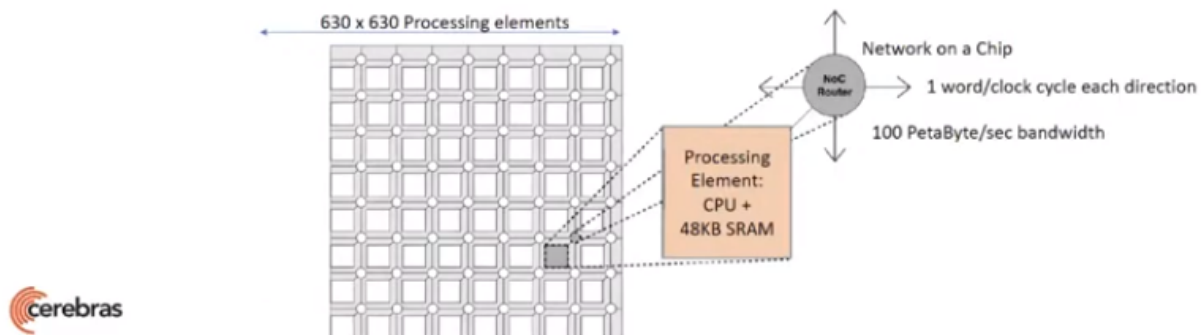 630 x 630 Processing elements
Network on a Chip
NoC
Router
1 word/clock cycle each direction
100 PetaByte/sec bandwidth
Processing
Element:
CPU +
48KB SRAM
cerebras